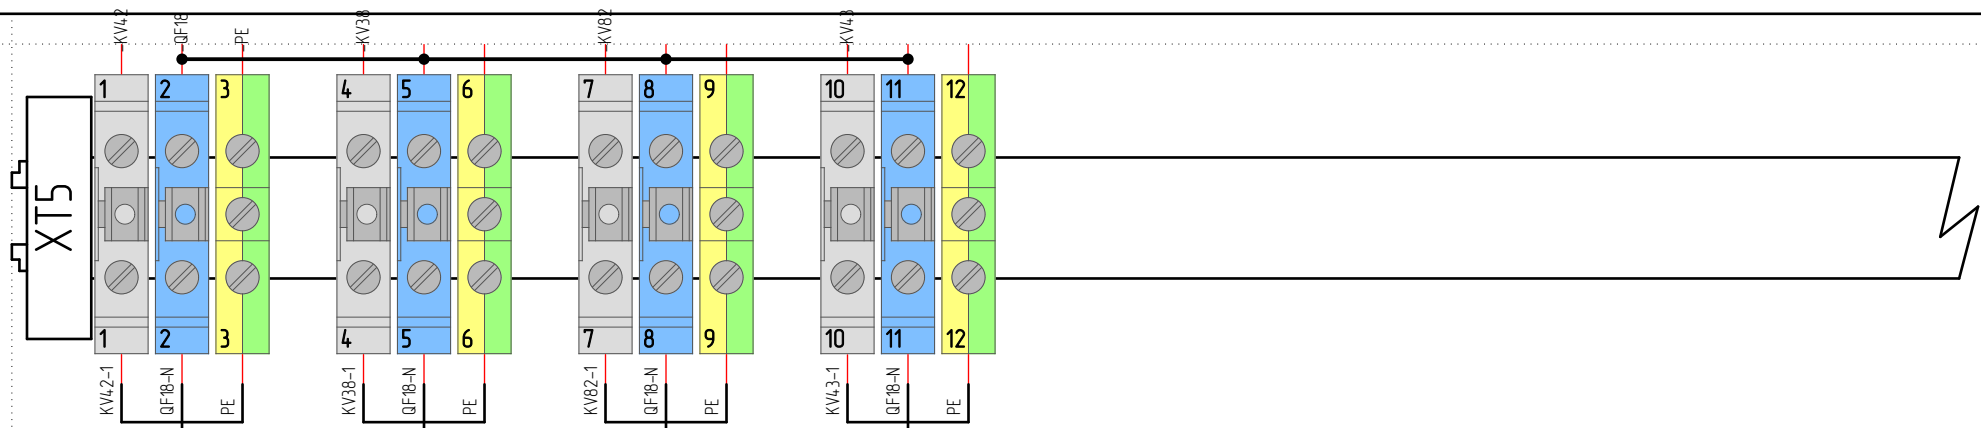 KV42 QF18 PE KV38 KV82 KV43
1 2 3 4 5 6 7 8 9 10 11 12
XT5
1 2 3 4 5 6 7 8 9 10 11 12
KV42-1 QF18-N PE KV38-1 QF18-N PE KV82-1 QF18-N PE KV43-1 QF18-N PE